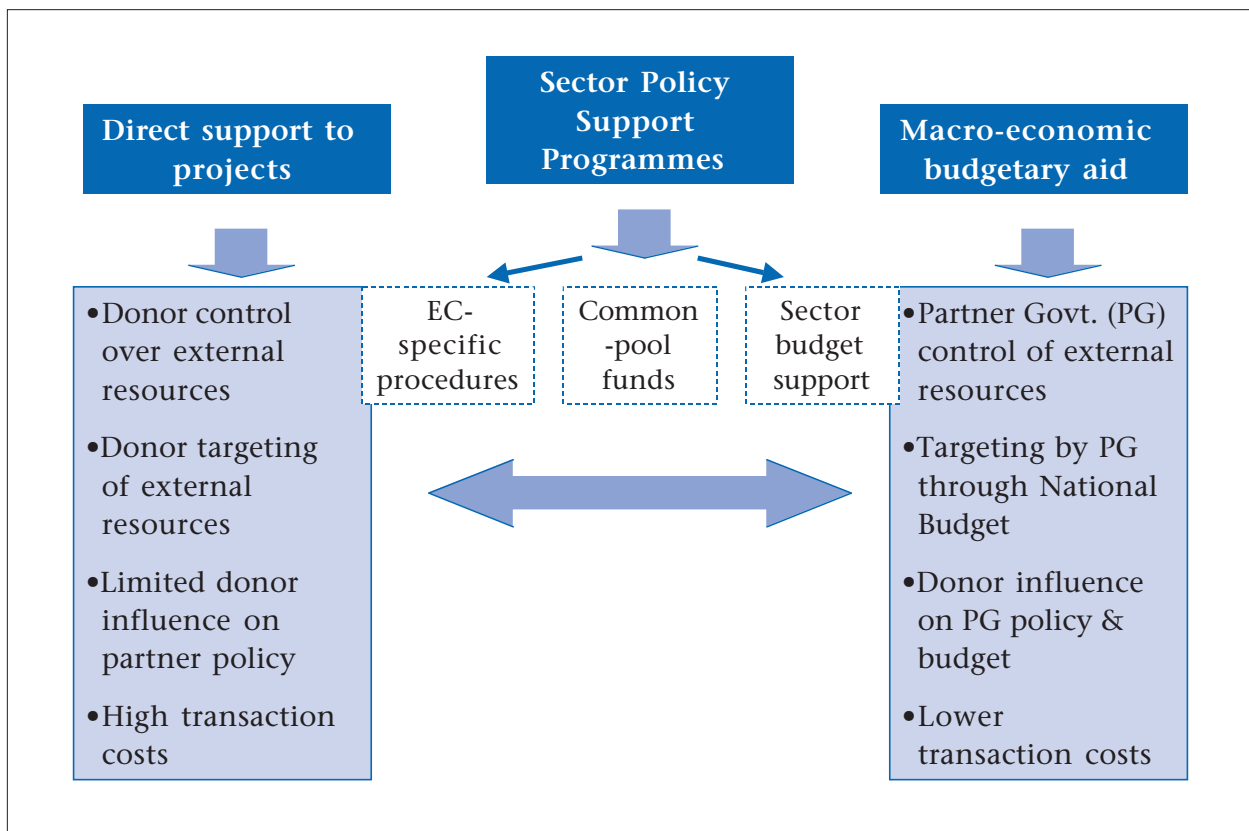 Direct support to
projects
Sector Policy
Support
Programmes
Macro-economic
budgetary aid
•Donor control
over external
resources
•Donor targeting
of external
resources
•Limited donor
influence on
partner policy
•High transaction
costs
EC-
specific
procedures
Common
-pool
funds
Sector
budget
support
•Partner Govt. (PG)
control of external
resources
•Targeting by PG
through National
Budget
•Donor influence
on PG policy &
budget
•Lower
transaction costs